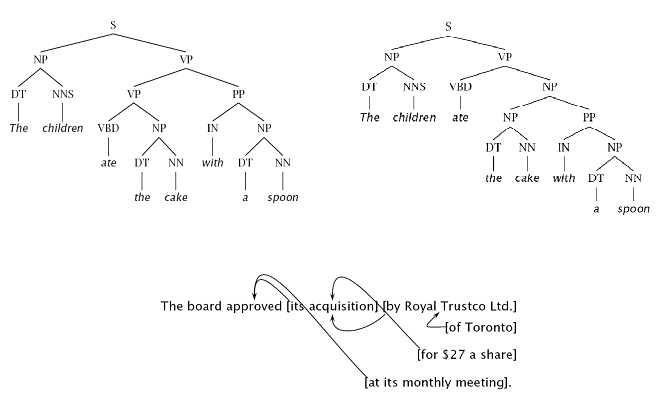 S S
NP VP NP VP
DT NNS VP PP DT NNS VBD NP
The children VBD NP IN NP The children ate NP PP
ate DT NN with DT NN DT NN IN NP
the cake a spoon the cake with DT NN
a spoon
The board approved [its acquisition] [by Royal Trustco Ltd.]
[of Toronto]
[for $27 a share]
[at its monthly meeting].